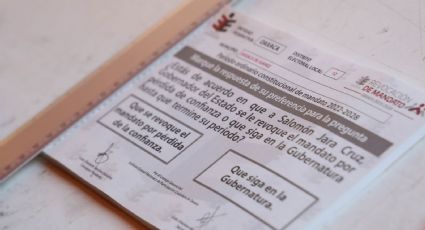 OAXACA
DISTRITO
ELECTORAL LOCAL
REVOCACIÓN
DE MANDATO
Marque la respuesta de su preferencia para la pregunta
¿Estás de acuerdo en que a Salomón Jara Cruz,
Gobernador del Estado se le revoque el mandato por
pérdida de confianza o que siga en la Gubernatura
hasta que termine su periodo?
Que se revoque el
mandato por pérdida
de la confianza.
Que siga en la
Gubernatura.